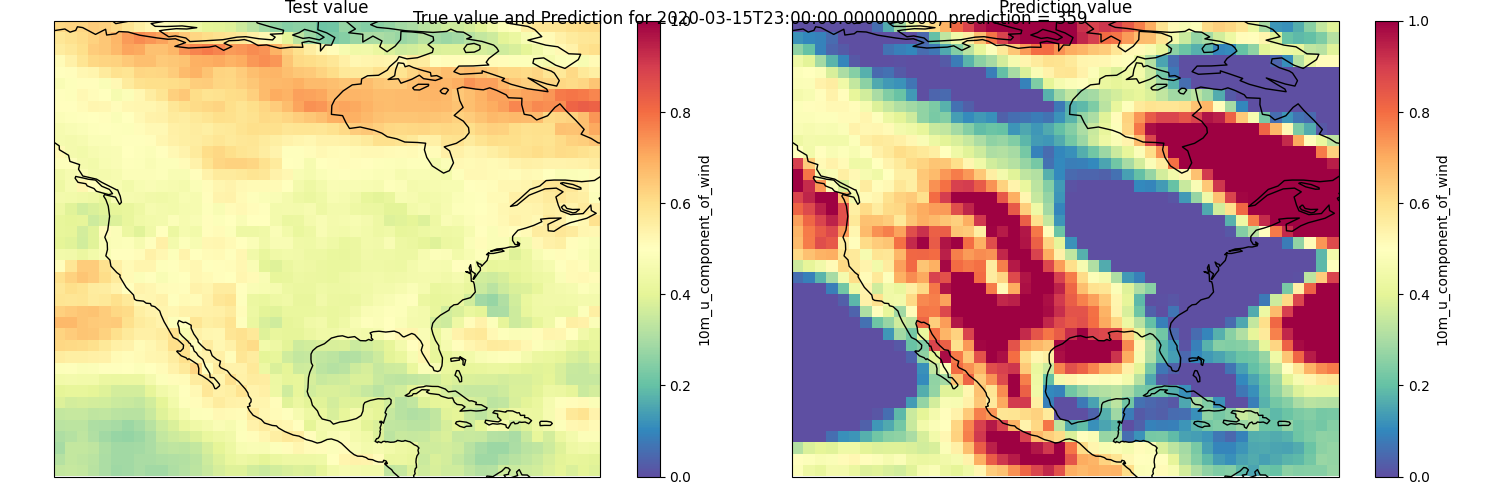 Test value
Prediction value
True value and Prediction for 2020-03-15T23:00:00.000000000, prediction = 359
1.0
0.8
0.6
0.4
0.2
0.0
10m_u_component_of_wind
1.0
0.8
0.6
0.4
0.2
0.0
10m_u_component_of_wind